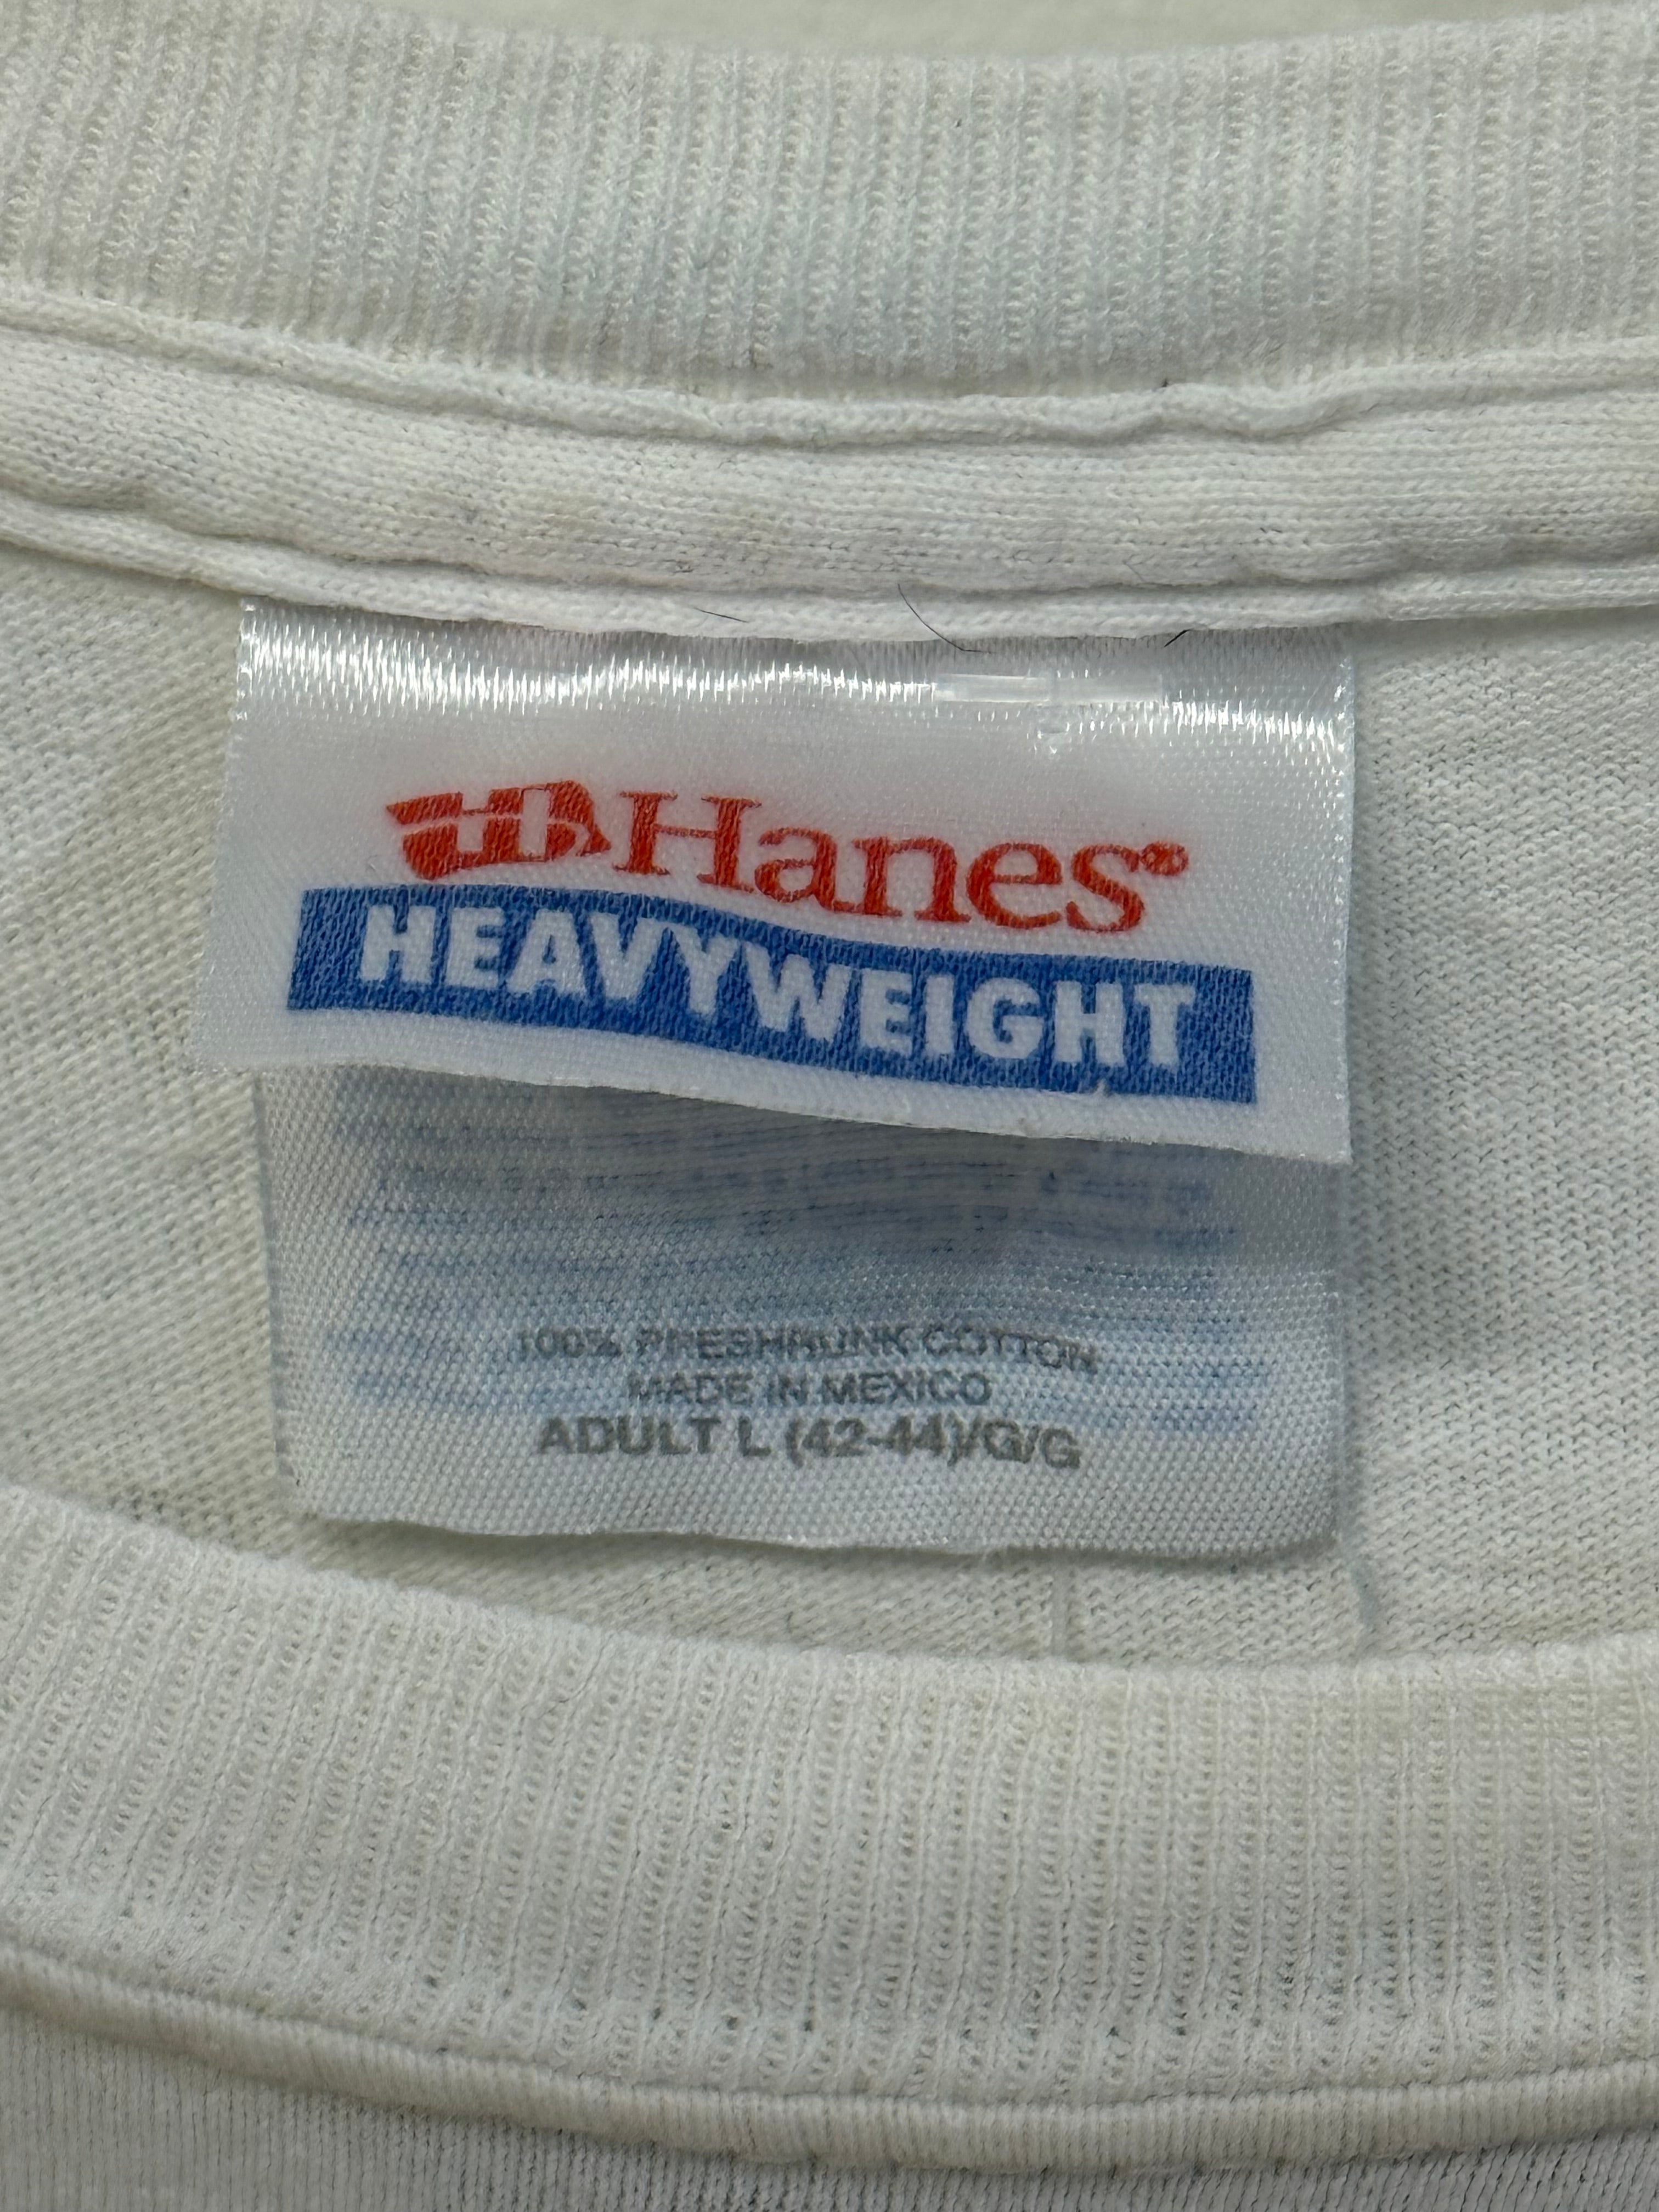 Hanes®
HEAVYWEIGHT
100% PRESHRUNK COTTON
MADE IN MEXICO
ADULT L (42-44)/G/G